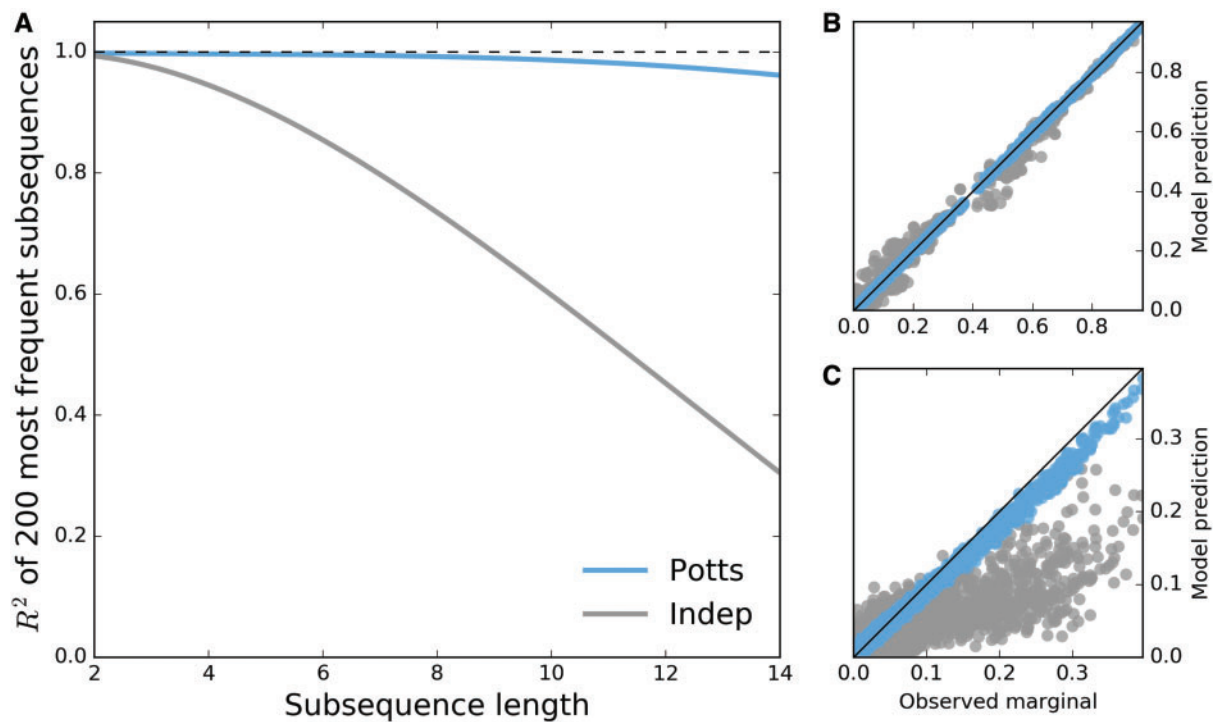 A
R² of 200 most frequent subsequences
1.0
0.8
0.6
0.4
0.2
0.0
2 4 6 8 10 12 14
Subsequence length
Potts
Indep
B
0.8
0.6
0.4
0.2
0.0
Model prediction
0.0 0.2 0.4 0.6 0.8
C
0.3
0.2
0.1
0.0
Model prediction
0.0 0.1 0.2 0.3
Observed marginal